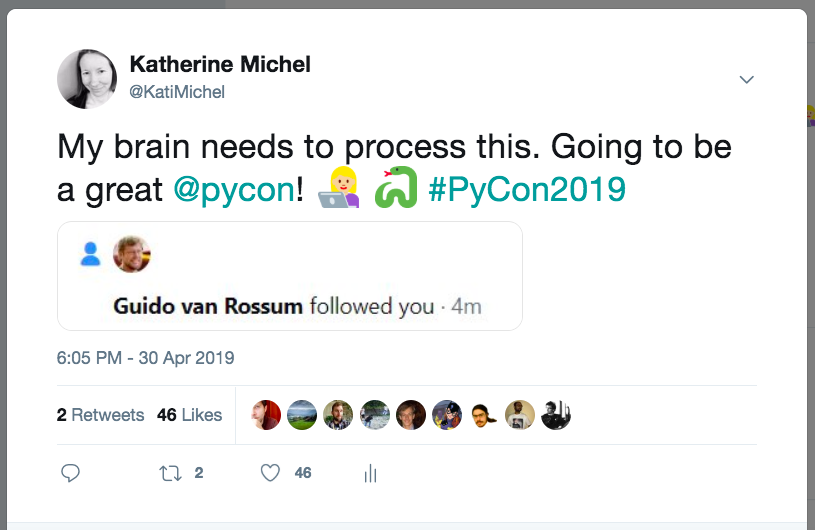 Katherine Michel
@KatiMichel
My brain needs to process this. Going to be
a great @pycon! 👩🏼‍💻 🐍 #PyCon2019
Guido van Rossum followed you · 4m
6:05 PM - 30 Apr 2019
2 Retweets 46 Likes
2 46